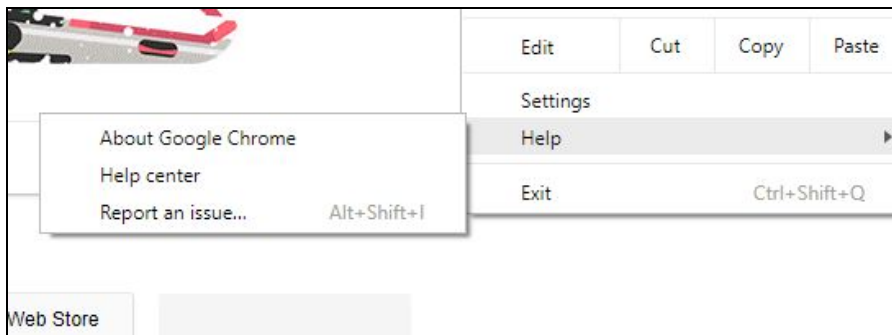 Edit Cut Copy Paste
Settings
Help
Exit Ctrl+Shift+Q
About Google Chrome
Help center
Report an issue... Alt+Shift+I
Web Store